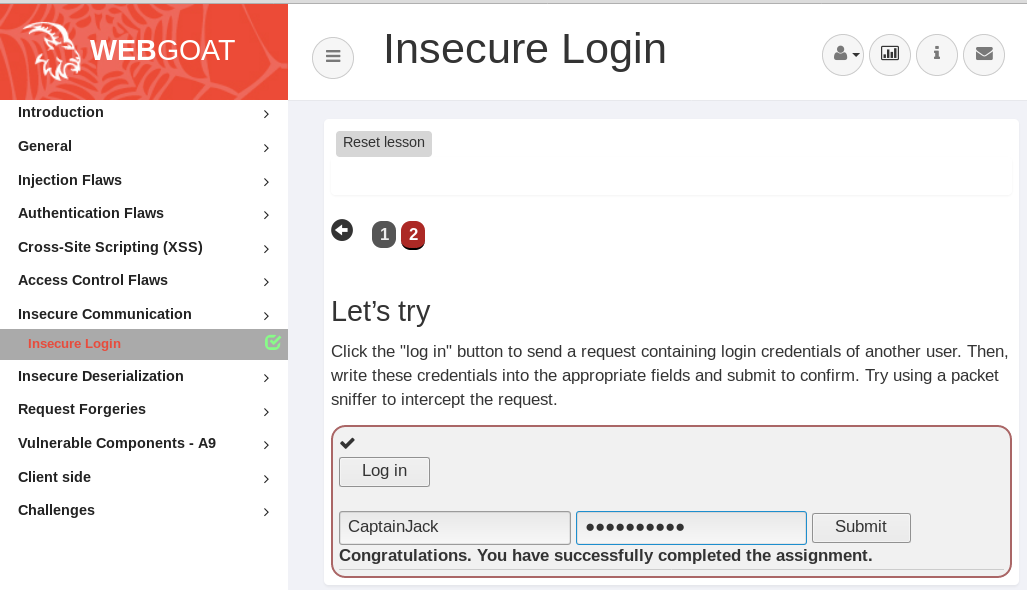 WEBGOAT
Insecure Login
Introduction
General
Injection Flaws
Authentication Flaws
Cross-Site Scripting (XSS)
Access Control Flaws
Insecure Communication
Insecure Login
Insecure Deserialization
Request Forgeries
Vulnerable Components - A9
Client side
Challenges
Reset lesson
1 2
Let’s try
Click the "log in" button to send a request containing login credentials of another user. Then,
write these credentials into the appropriate fields and submit to confirm. Try using a packet
sniffer to intercept the request.
Log in
CaptainJack ●●●●●●●●●● Submit
Congratulations. You have successfully completed the assignment.